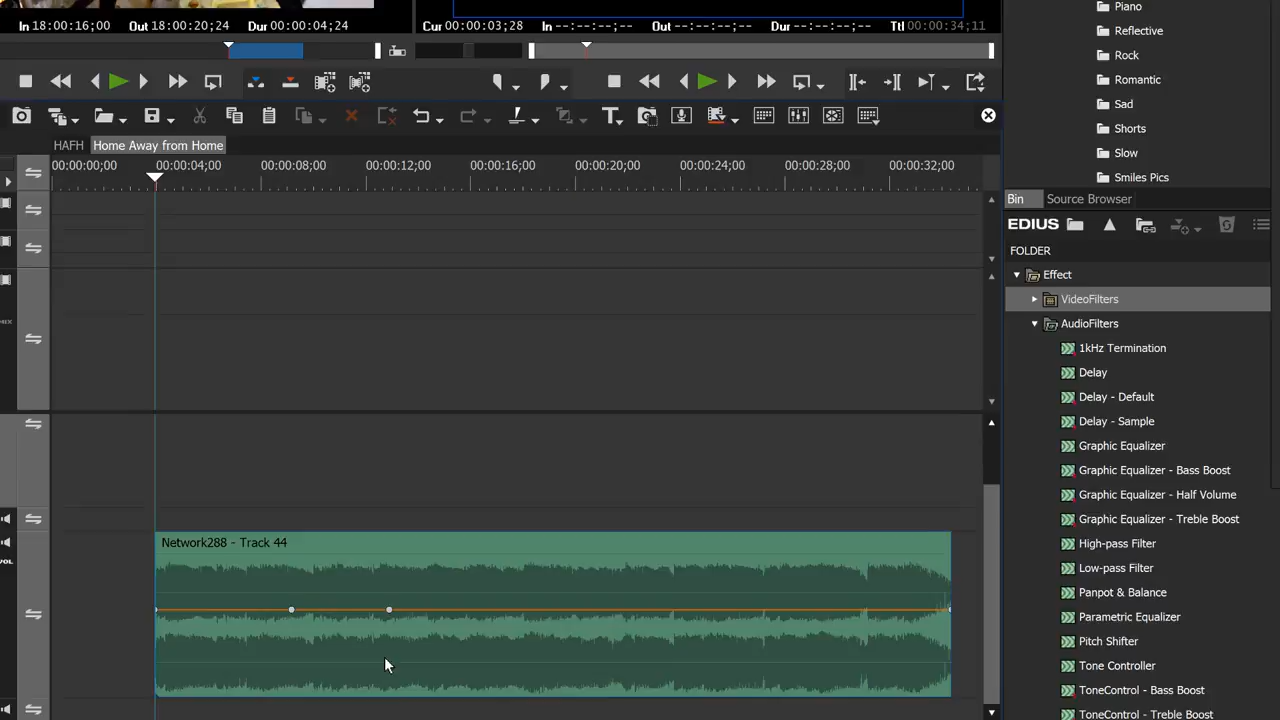 In 18:00:16;00 Out 18:00:20;24 Dur 00:00:04;24
Cur 00:00:03;28 In --:--:--;-- Out --:--:--;-- Dur --:--:--;-- Ttl 00:00:34;11
HAFH Home Away from Home
00:00:00;00 00:00:04;00 00:00:08;00 00:00:12;00 00:00:16;00 00:00:20;00 00:00:24;00 00:00:28;00 00:00:32;00
MIX
VOL
Network288 - Track 44
Piano
Reflective
Rock
Romantic
Sad
Shorts
Slow
Smiles Pics
Bin Source Browser
EDIUS
FOLDER
Effect
VideoFilters
AudioFilters
1kHz Termination
Delay
Delay - Default
Delay - Sample
Graphic Equalizer
Graphic Equalizer - Bass Boost
Graphic Equalizer - Half Volume
Graphic Equalizer - Treble Boost
High-pass Filter
Low-pass Filter
Panpot & Balance
Parametric Equalizer
Pitch Shifter
Tone Controller
ToneControl - Bass Boost
ToneControl - Treble Boost